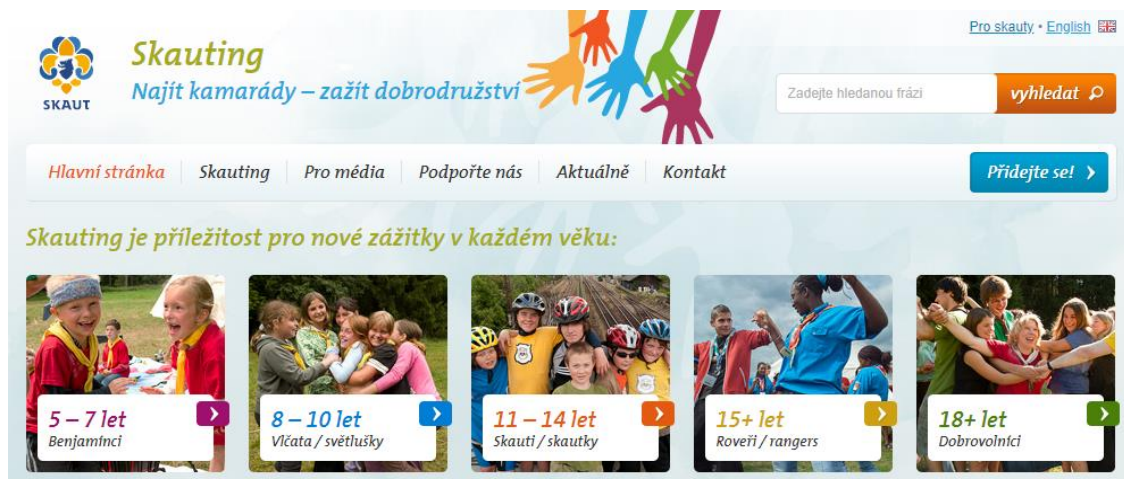 Pro skauty • English
SKAUT
Skauting
Najít kamarády – zažít dobrodružství
Zadejte hledanou frázi
vyhledat
Hlavní stránka
Skauting
Pro média
Podpořte nás
Aktuálně
Kontakt
Přidejte se!
Skauting je příležitost pro nové zážitky v každém věku:
5 – 7 let
Benjamínci
8 – 10 let
Vlčata / světlušky
11 – 14 let
Skauti / skautky
15+ let
Roveři / rangers
18+ let
Dobrovolníci